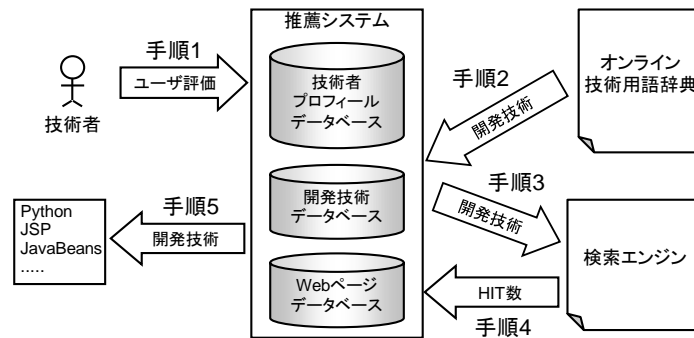 推薦システム
手順1
ユーザ評価
技術者
技術者
プロフィール
データベース
手順2
開発技術
オンライン
技術用語辞典
開発技術
データベース
手順3
開発技術
手順5
開発技術
Python
JSP
JavaBeans
.....
検索エンジン
Webページ
データベース
HIT数
手順4